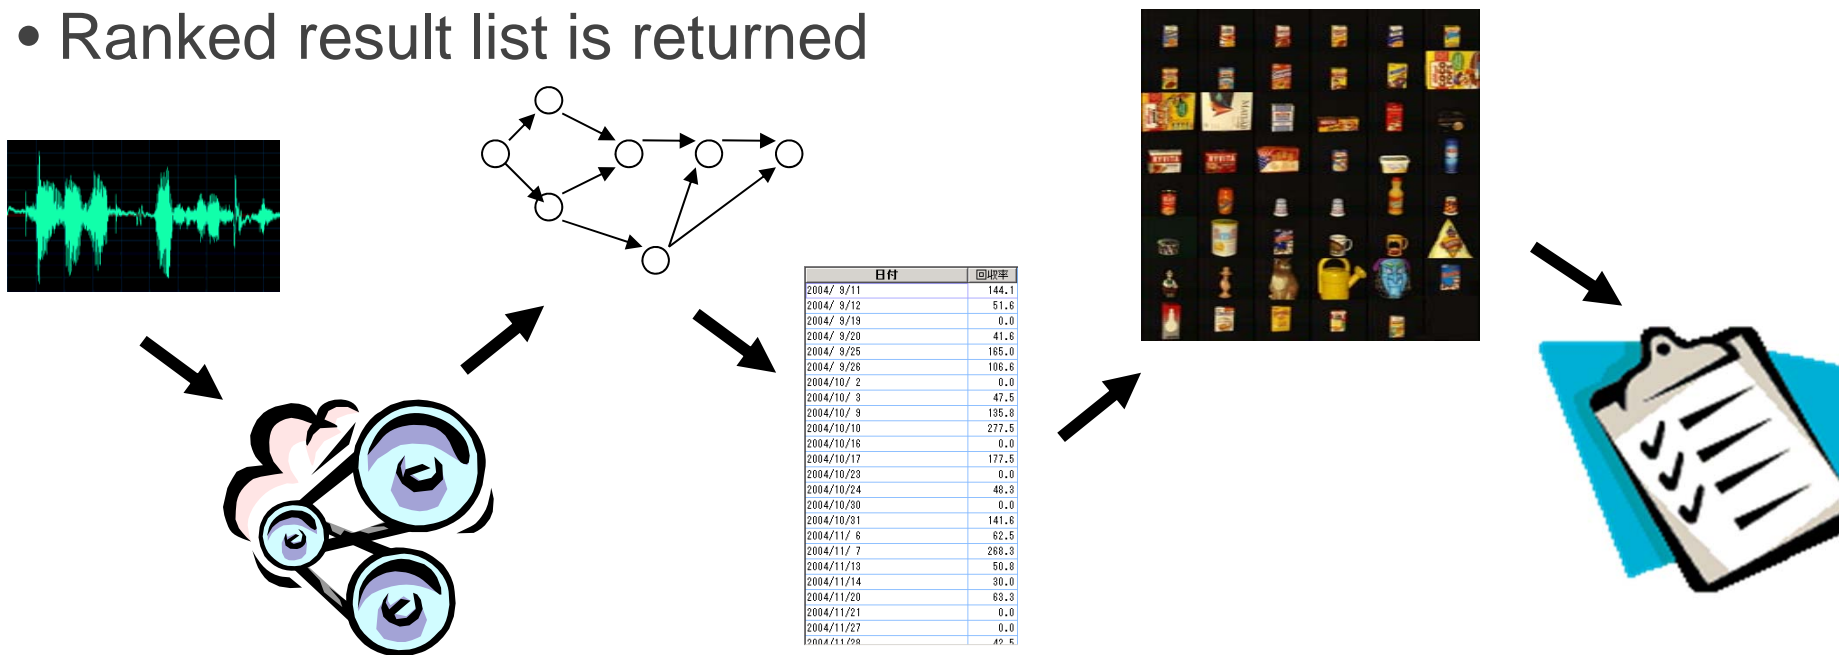 • Ranked result list is returned
日付 回収率
2004/ 9/11 144.1
2004/ 9/12 51.6
2004/ 9/19 0.0
2004/ 9/20 41.6
2004/ 9/25 165.0
2004/ 9/26 106.6
2004/10/ 2 0.0
2004/10/ 3 47.5
2004/10/ 9 135.8
2004/10/10 277.5
2004/10/16 0.0
2004/10/17 177.5
2004/10/23 0.0
2004/10/24 48.3
2004/10/30 0.0
2004/10/31 141.6
2004/11/ 6 62.5
2004/11/ 7 268.3
2004/11/13 50.8
2004/11/14 30.0
2004/11/20 63.3
2004/11/21 0.0
2004/11/27 0.0
2004/11/28 42.5